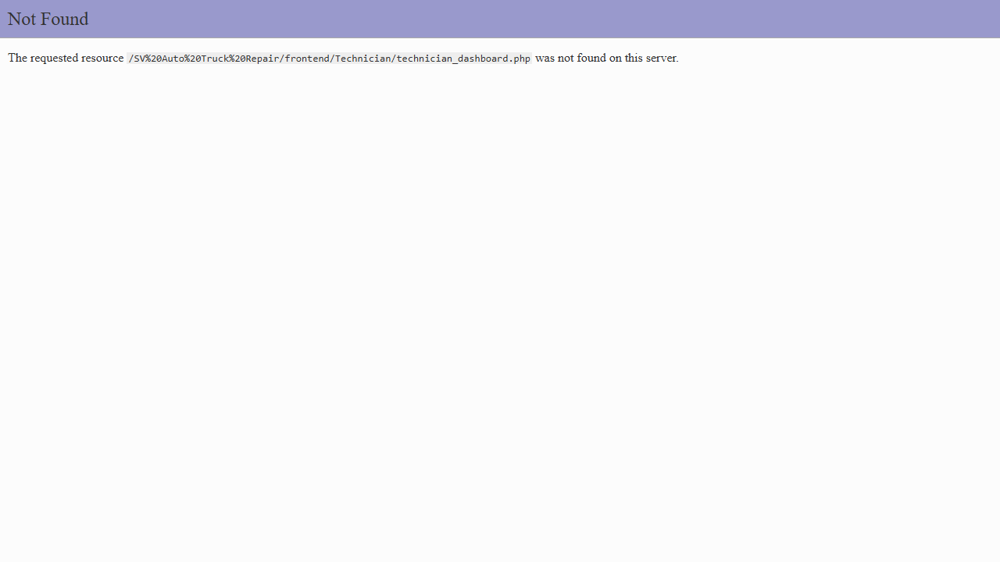 Not Found
The requested resource /SV%20Auto%20Truck%20Repair/frontend/Technician/technician_dashboard.php was not found on this server.